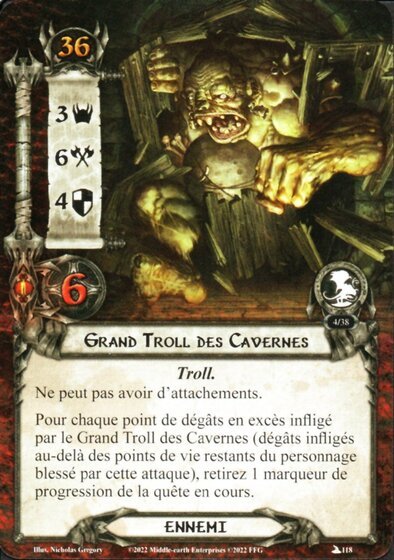 36
3
6
4
6
4/38
Grand Troll des Cavernes
Troll.
Ne peut pas avoir d'attachements.
Pour chaque point de dégâts en excès infligé
par le Grand Troll des Cavernes (dégâts infligés
au-delà des points de vie restants du personnage
blessé par cette attaque), retirez 1 marqueur de
progression de la quête en cours.
ENNEMI
Illus. Nicholas Gregory ©2022 Middle-earth Enterprises ©2022 FFG 118